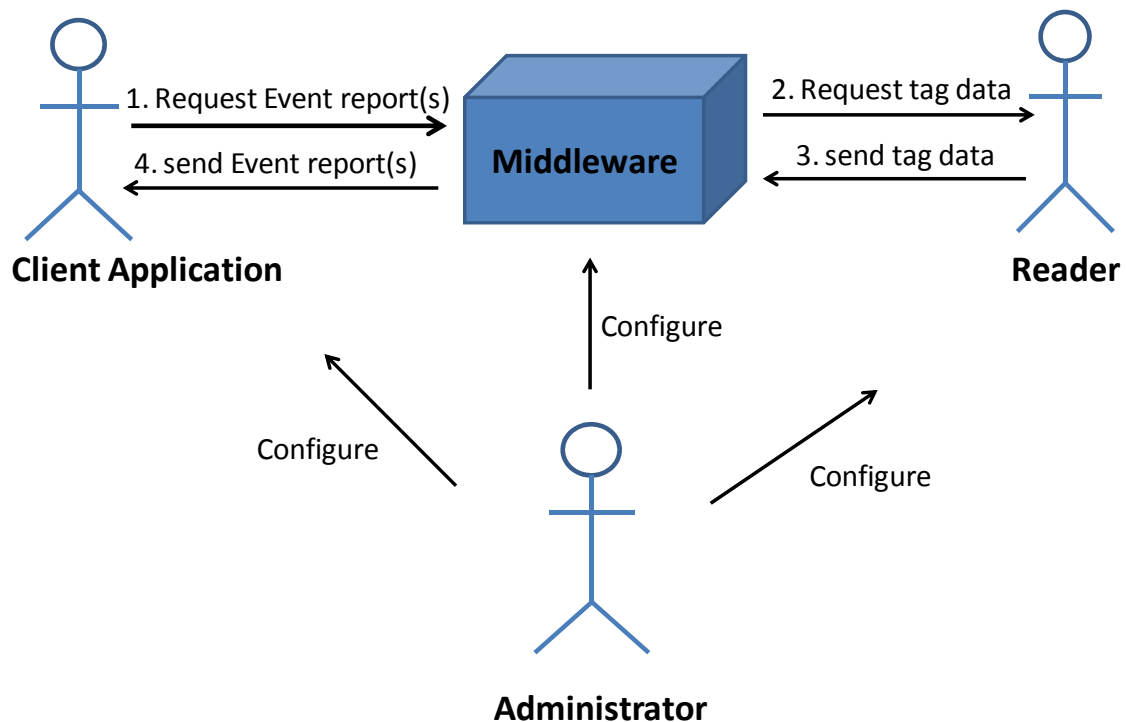 1. Request Event report(s)
2. Request tag data
4. send Event report(s)
Middleware
3. send tag data
Client Application
Reader
Configure
Configure
Configure
Administrator